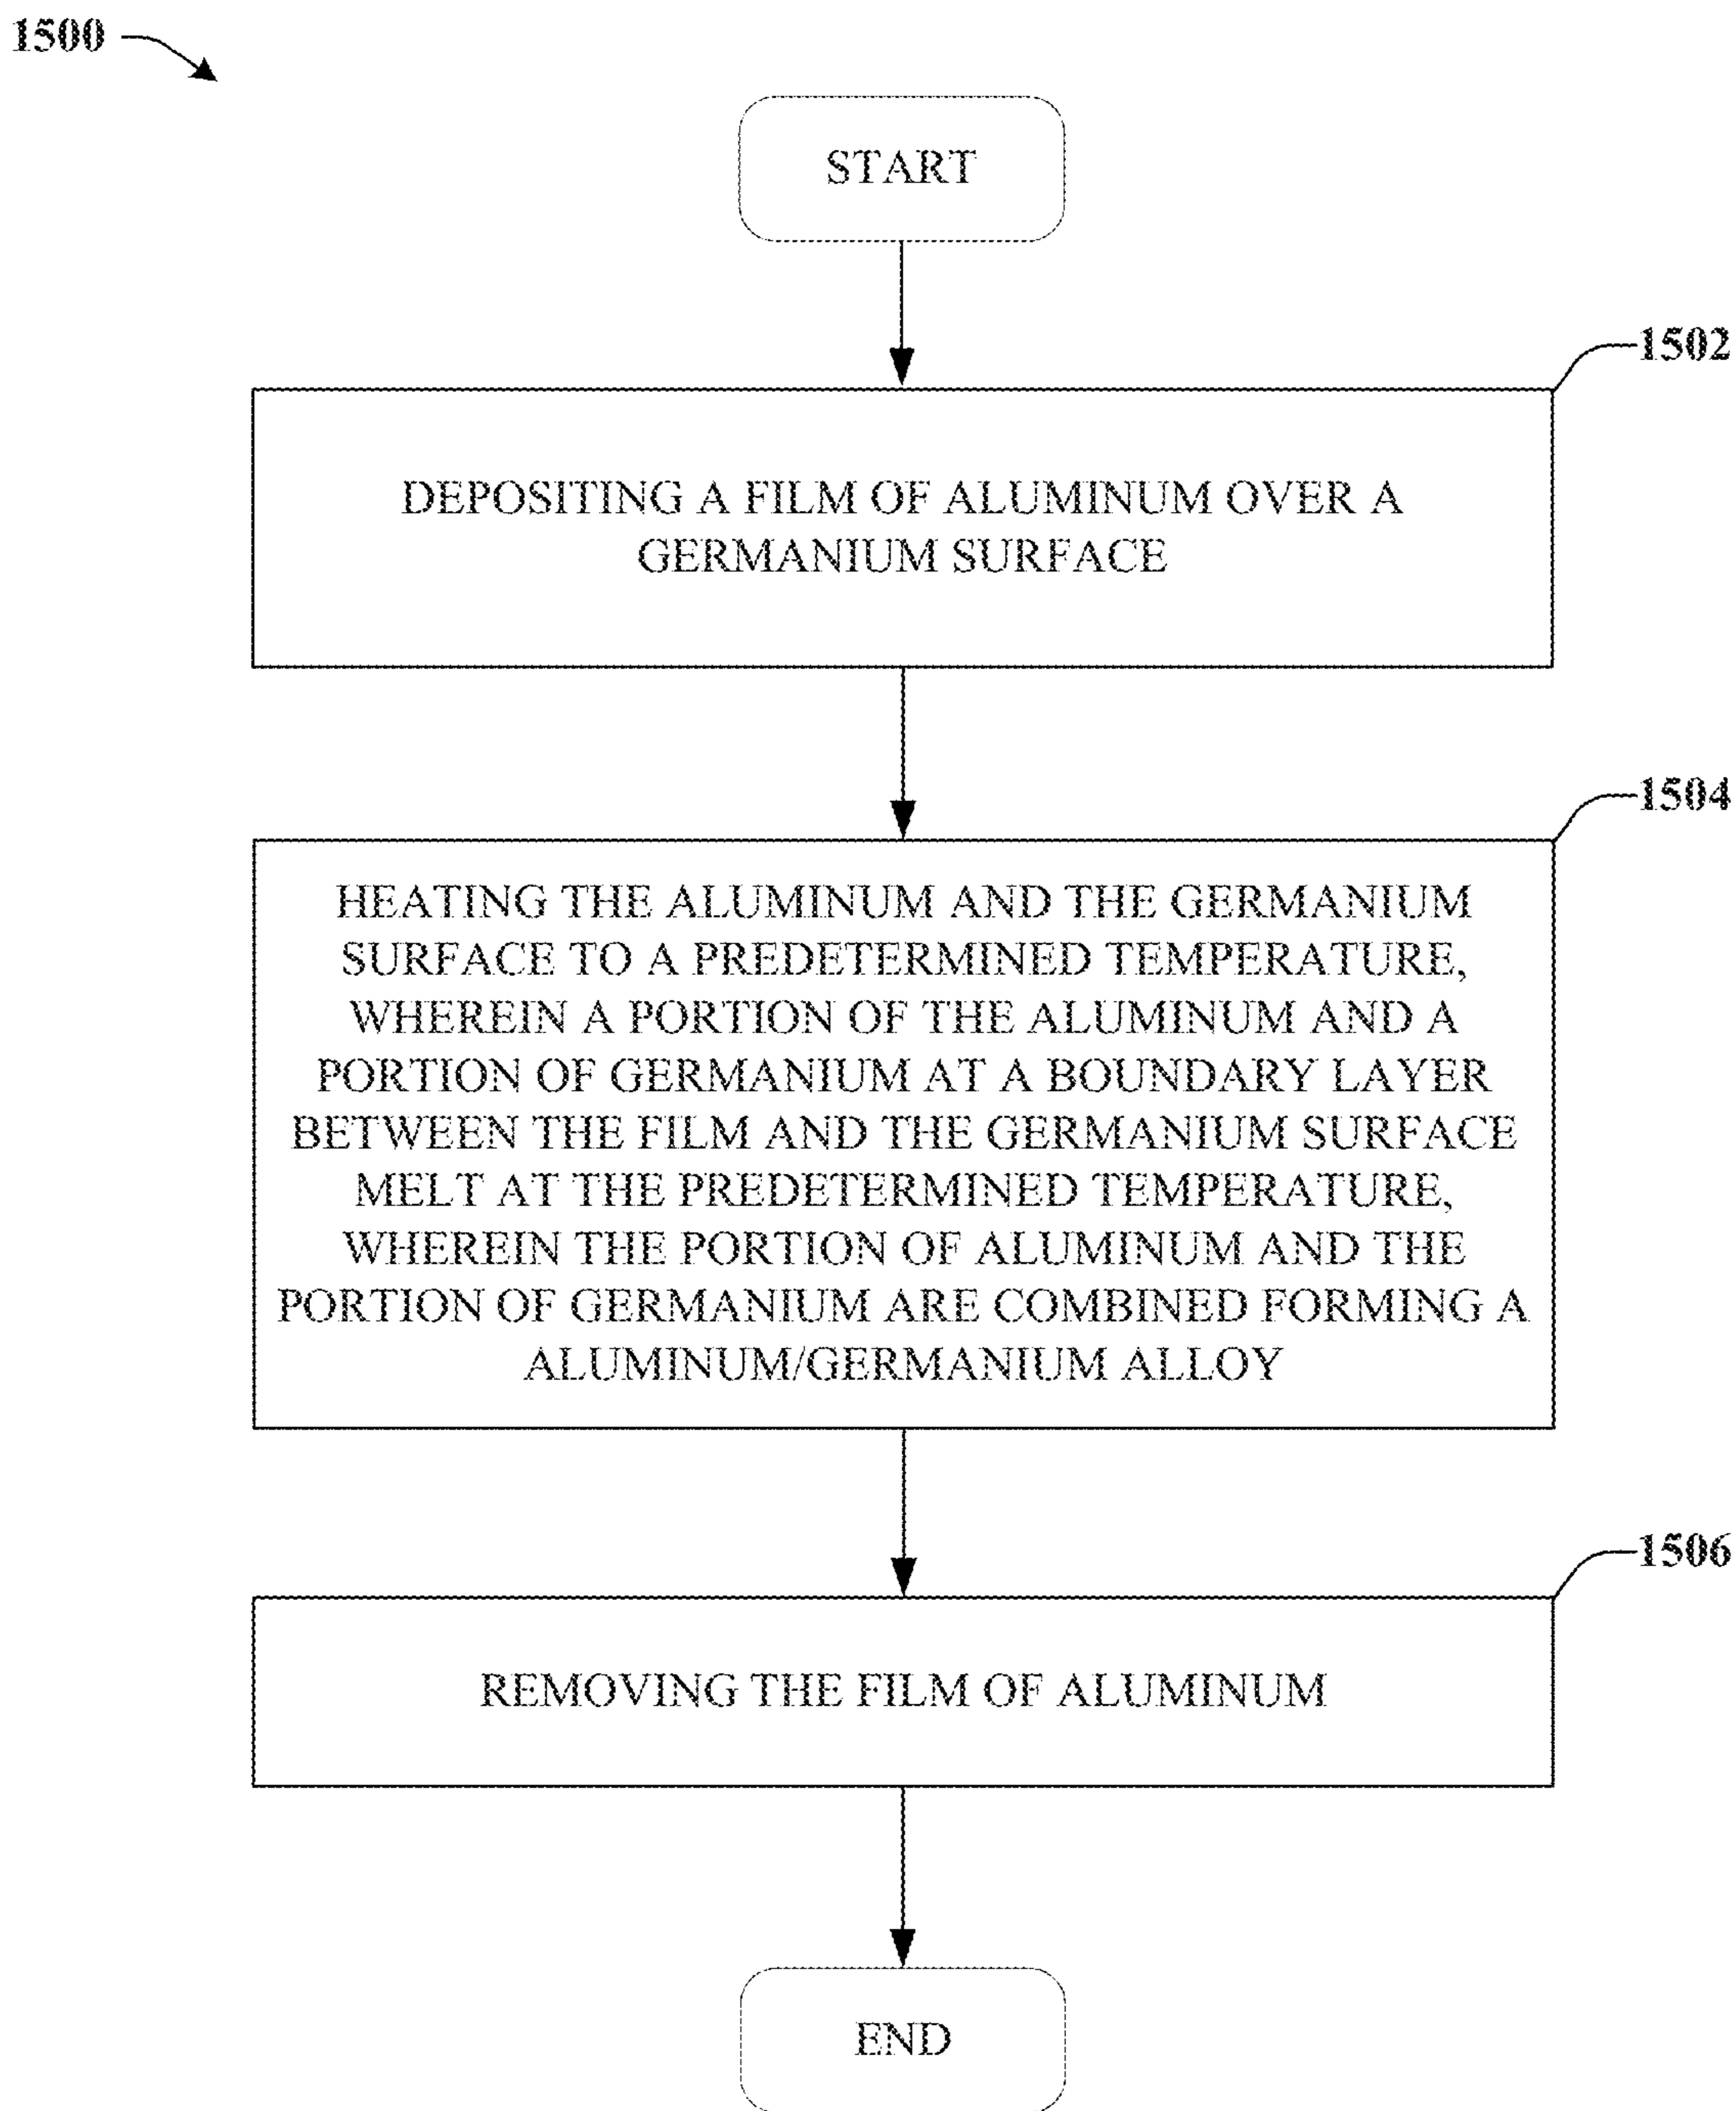 1500
START
1502
DEPOSITING A FILM OF ALUMINUM OVER A
GERMANIUM SURFACE
1504
HEATING THE ALUMINUM AND THE GERMANIUM
SURFACE TO A PREDETERMINED TEMPERATURE,
WHEREIN A PORTION OF THE ALUMINUM AND A
PORTION OF GERMANIUM AT A BOUNDARY LAYER
BETWEEN THE FILM AND THE GERMANIUM SURFACE
MELT AT THE PREDETERMINED TEMPERATURE,
WHEREIN THE PORTION OF ALUMINUM AND THE
PORTION OF GERMANIUM ARE COMBINED FORMING A
ALUMINUM/GERMANIUM ALLOY
1506
REMOVING THE FILM OF ALUMINUM
END